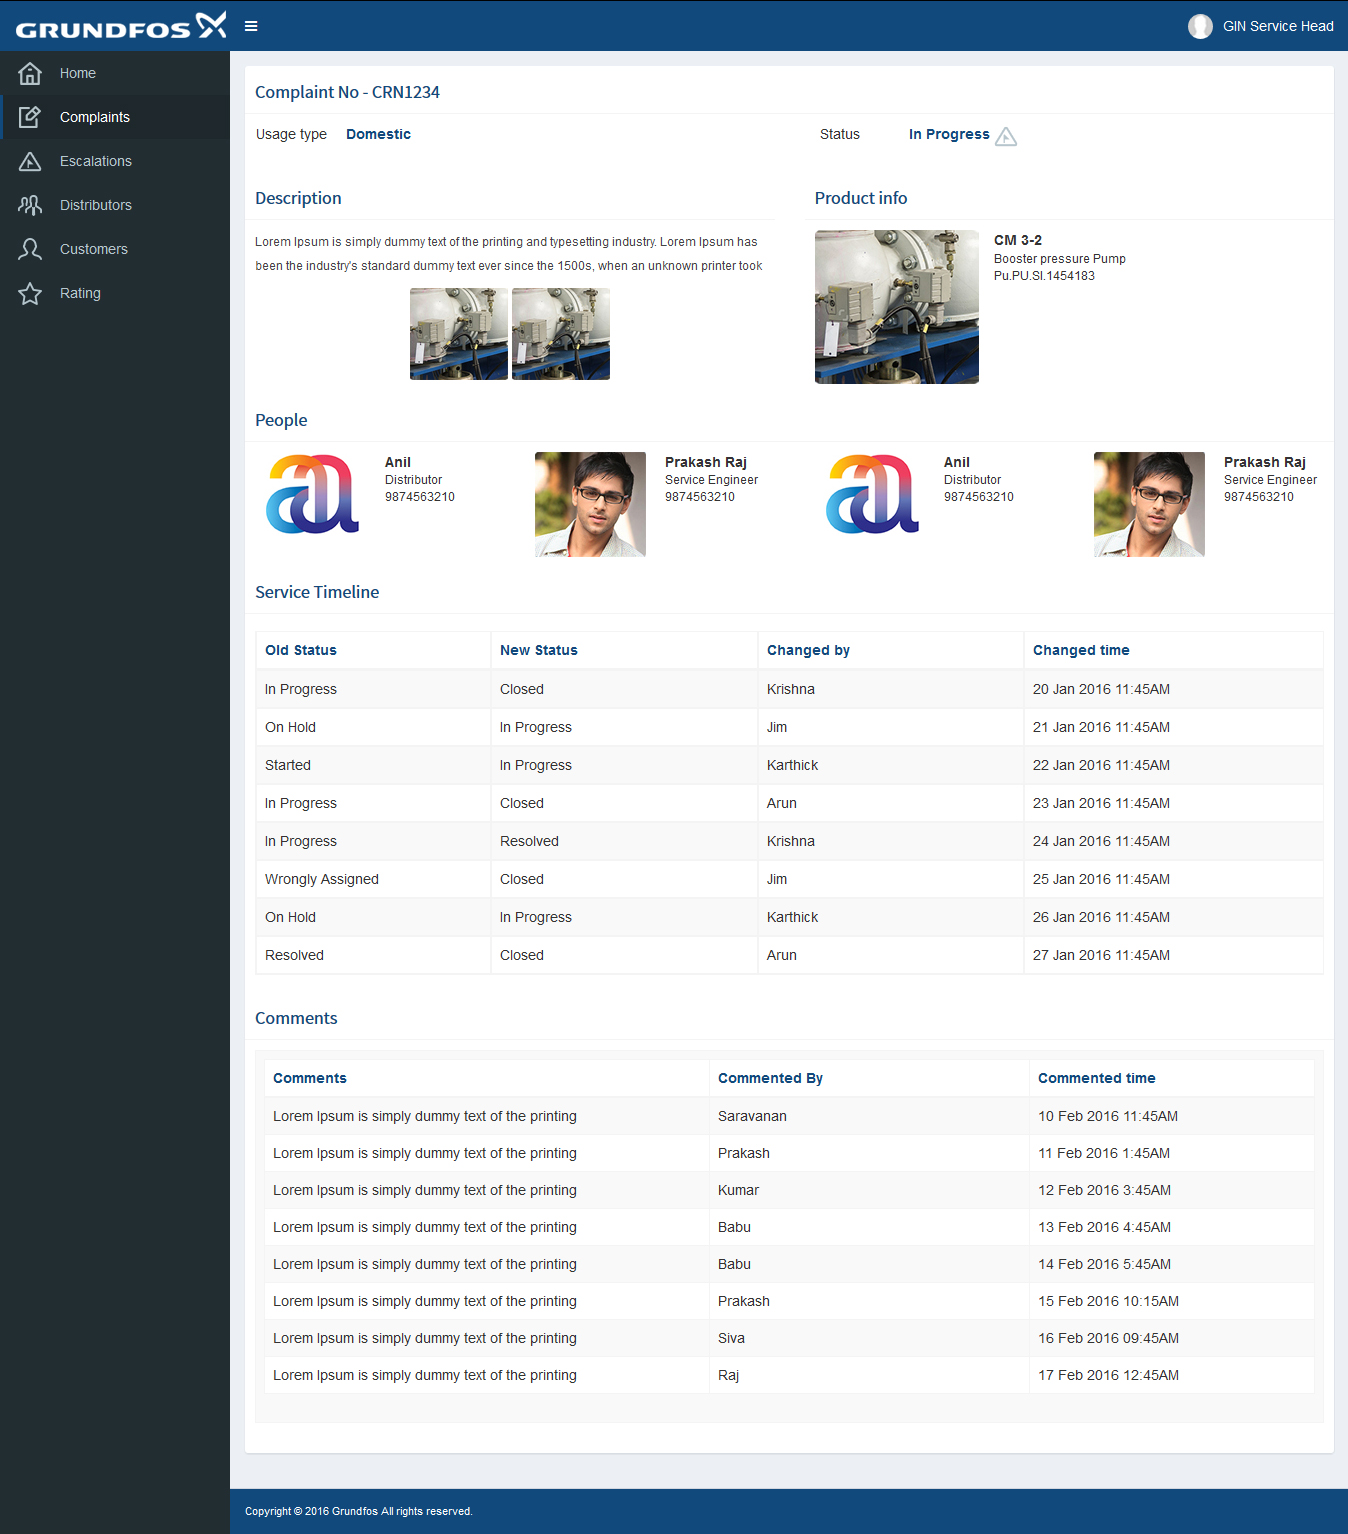 GRUNDFOS
GIN Service Head
Home
Complaints
Escalations
Distributors
Customers
Rating
Complaint No - CRN1234
Usage type Domestic
Status In Progress
Description
Lorem Ipsum is simply dummy text of the printing and typesetting industry. Lorem Ipsum has
been the industry's standard dummy text ever since the 1500s, when an unknown printer took
Product info
CM 3-2
Booster pressure Pump
Pu.PU.SI.1454183
People
Anil
Distributor
9874563210
Prakash Raj
Service Engineer
9874563210
Anil
Distributor
9874563210
Prakash Raj
Service Engineer
9874563210
Service Timeline
Old Status New Status Changed by Changed time
In Progress Closed Krishna 20 Jan 2016 11:45AM
On Hold In Progress Jim 21 Jan 2016 11:45AM
Started In Progress Karthick 22 Jan 2016 11:45AM
In Progress Closed Arun 23 Jan 2016 11:45AM
In Progress Resolved Krishna 24 Jan 2016 11:45AM
Wrongly Assigned Closed Jim 25 Jan 2016 11:45AM
On Hold In Progress Karthick 26 Jan 2016 11:45AM
Resolved Closed Arun 27 Jan 2016 11:45AM
Comments
Comments Commented By Commented time
Lorem Ipsum is simply dummy text of the printing Saravanan 10 Feb 2016 11:45AM
Lorem Ipsum is simply dummy text of the printing Prakash 11 Feb 2016 1:45AM
Lorem Ipsum is simply dummy text of the printing Kumar 12 Feb 2016 3:45AM
Lorem Ipsum is simply dummy text of the printing Babu 13 Feb 2016 4:45AM
Lorem Ipsum is simply dummy text of the printing Babu 14 Feb 2016 5:45AM
Lorem Ipsum is simply dummy text of the printing Prakash 15 Feb 2016 10:15AM
Lorem Ipsum is simply dummy text of the printing Siva 16 Feb 2016 09:45AM
Lorem Ipsum is simply dummy text of the printing Raj 17 Feb 2016 12:45AM
Copyright © 2016 Grundfos All rights reserved.